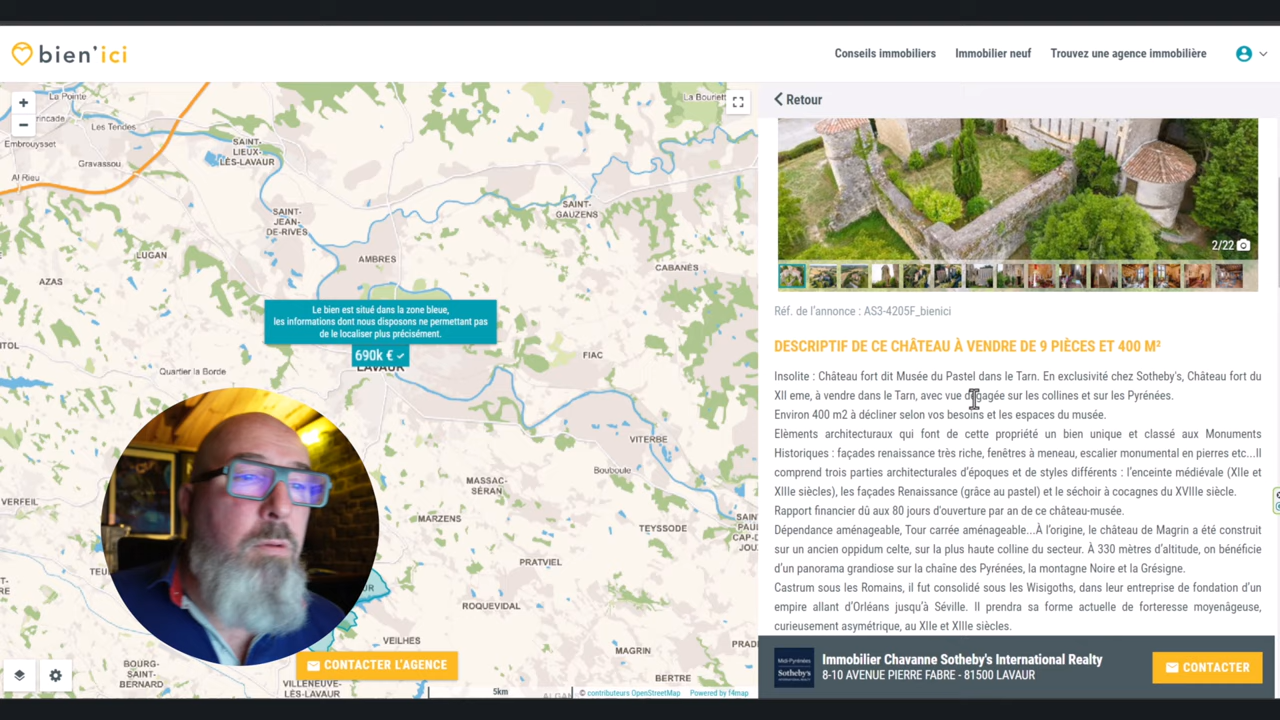 bien'ici
Conseils immobiliers
Immobilier neuf
Trouvez une agence immobilière
Retour
La Pointe
Les Tendes
Embrouysset
Gravassou
Al Rieu
SAINT-
LIEUX-
LÈS-LAVAUR
La Bounett
SAINT-
JEAN-
DE-RIVES
SAINT-
GAUZENS
LUGAN
AMBRES
CABANÈS
AZAS
Le bien est situé dans la zone bleue,
les informations dont nous disposons ne permettant pas
de le localiser plus précisément.
690k €
LAVAUR
FIAC
Quartier la Borde
VITERBE
Bouboule
MASSAC-
SÉRAN
VERFEIL
MARZENS
TEYSSODE
PRATVIEL
ROQUEVIDAL
VEILHES
MARRIN
BERTRE
BOURG-
SAINT-
BERNARD
VILLENEUVE-
LÈS-LAVAUR
CONTACTER L'AGENCE
5km
© contributeurs OpenStreetMap
Powered by f4map
2/22
Réf. de l'annonce : AS3-4205F_bienici
DESCRIPTIF DE CE CHÂTEAU À VENDRE DE 9 PIÈCES ET 400 M²
Insolite : Château fort dit Musée du Pastel dans le Tarn. En exclusivité chez Sotheby's, Château fort du
XII eme, à vendre dans le Tarn, avec vue dégagée sur les collines et sur les Pyrénées.
Environ 400 m2 à décliner selon vos besoins et les espaces du musée.
Elèments architecturaux qui font de cette propriété un bien unique et classé aux Monuments
Historiques : façades renaissance très riche, fenêtres à meneau, escalier monumental en pierres etc...Il
comprend trois parties architecturales d'époques et de styles différents : l'enceinte médiévale (XIIe et
XIIIe siècles), les façades Renaissance (grâce au pastel) et le séchoir à cocagnes du XVIIIe siècle.
Rapport financier dû aux 80 jours d'ouverture par an de ce château-musée.
Dépendance aménageable, Tour carrée aménageable...À l'origine, le château de Magrin a été construit
sur un ancien oppidum celte, sur la plus haute colline du secteur. À 330 mètres d'altitude, on bénéficie
d'un panorama grandiose sur la chaîne des Pyrénées, la montagne Noire et la Grésigne.
Castrum sous les Romains, il fut consolidé sous les Wisigoths, dans leur entreprise de fondation d'un
empire allant d'Orléans jusqu'à Séville. Il prendra sa forme actuelle de forteresse moyenâgeuse,
curieusement asymétrique, au XIIe et XIIIe siècles.
Midi-Pyrénées
Sotheby's
Immobilier Chavanne Sotheby's International Realty
8-10 AVENUE PIERRE FABRE - 81500 LAVAUR
CONTACTER